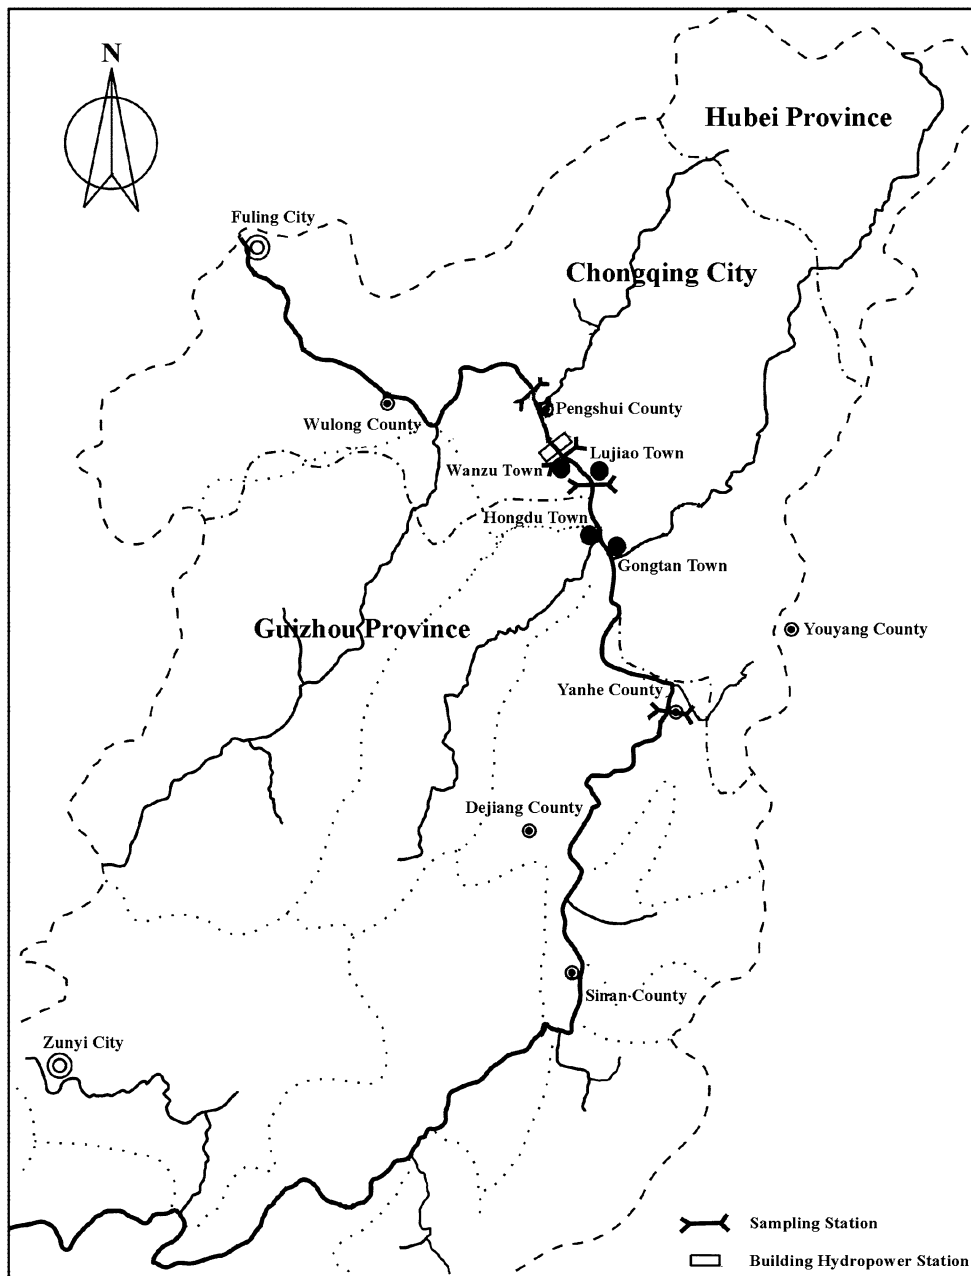 N
Hubei Province
Fuling City
Chongqing City
Pengshui County
Wulong County
Lujiao Town
Wanzu Town
Hongdu Town
Gongtan Town
Guizhou Province
Youyang County
Yanhe County
Dejiang County
Sinan County
Zunyi City
Sampling Station
Building Hydropower Station